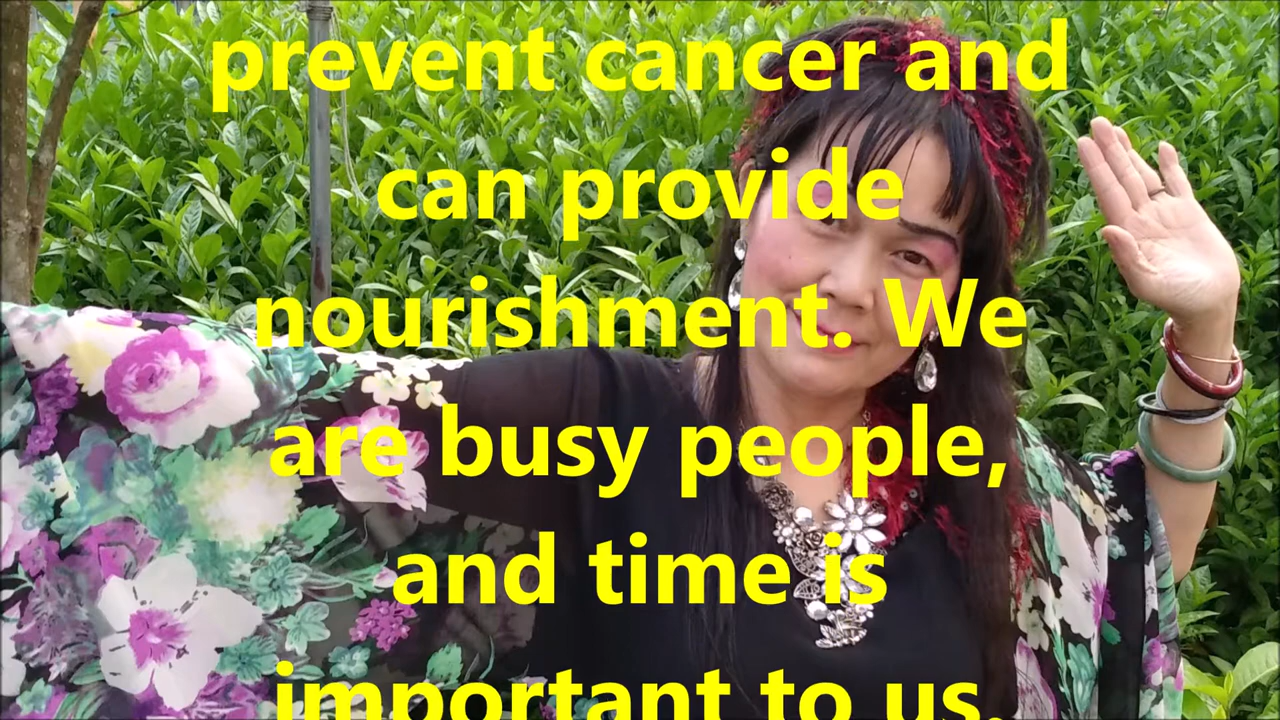 prevent cancer and
can provide
nourishment. We
are busy people,
and time is
important to us.